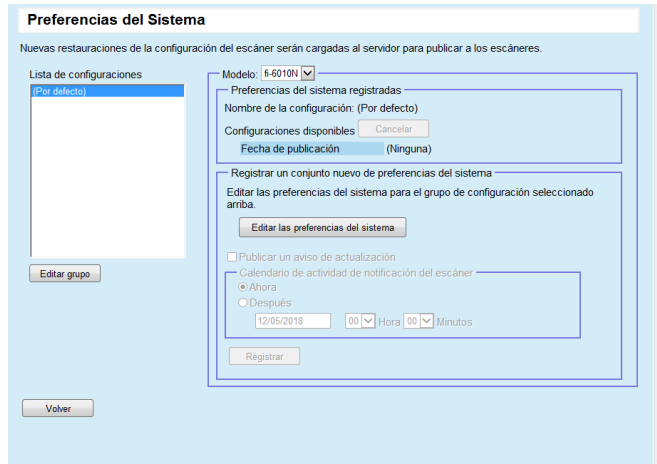 Preferencias del Sistema
Nuevas restauraciones de la configuración del escáner serán cargadas al servidor para publicar a los escáneres.
Lista de configuraciones
(Por defecto)
Editar grupo
Modelo: fi-6010N
Preferencias del sistema registradas
Nombre de la configuración: (Por defecto)
Configuraciones disponibles Cancelar
Fecha de publicación (Ninguna)
Registrar un conjunto nuevo de preferencias del sistema
Editar las preferencias del sistema para el grupo de configuración seleccionado
arriba.
Editar las preferencias del sistema
Publicar un aviso de actualización
Calendario de actividad de notificación del escáner
Ahora
Después
12/05/2018 00 Hora 00 Minutos
Registrar
Volver